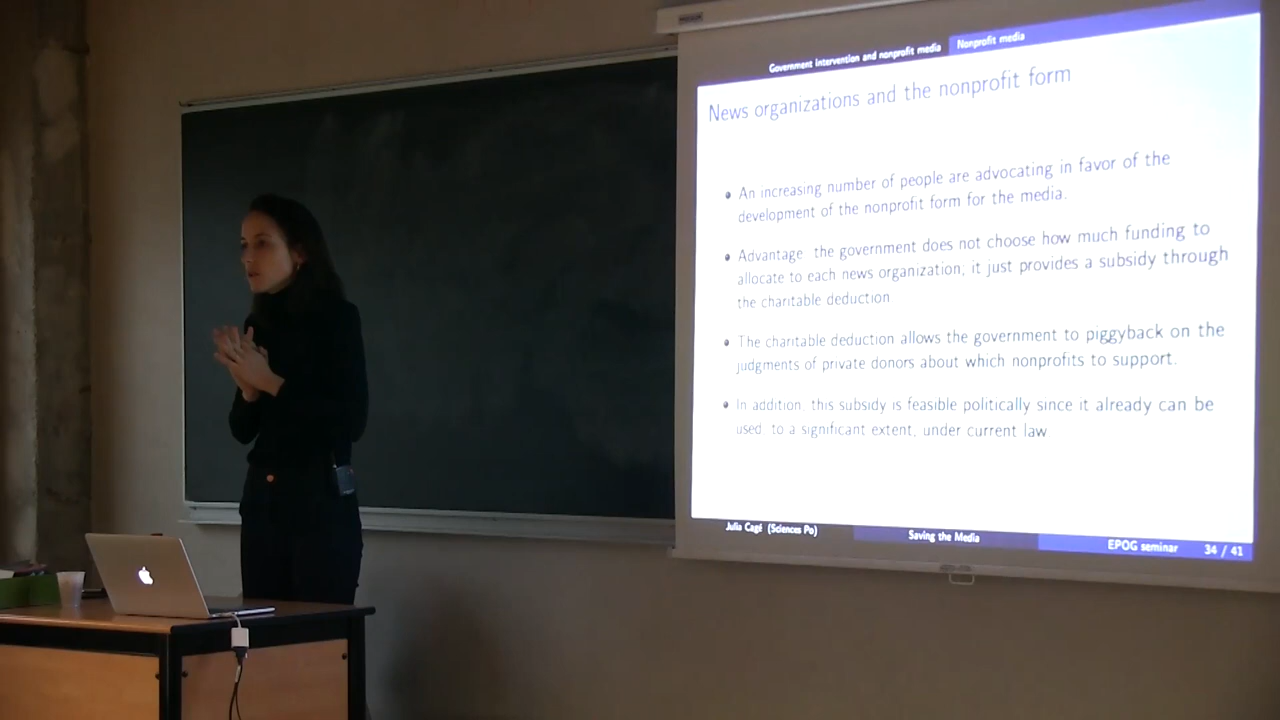 Government intervention and nonprofit media Nonprofit media
News organizations and the nonprofit form
An increasing number of people are advocating in favor of the
development of the nonprofit form for the media.
Advantage: the government does not choose how much funding to
allocate to each news organization; it just provides a subsidy through
the charitable deduction
The charitable deduction allows the government to piggyback on the
judgments of private donors about which nonprofits to support.
In addition, this subsidy is feasible politically since it already can be
used, to a significant extent, under current law
Julia Cagé (Sciences Po) Saving the Media EPOG seminar 34 / 41